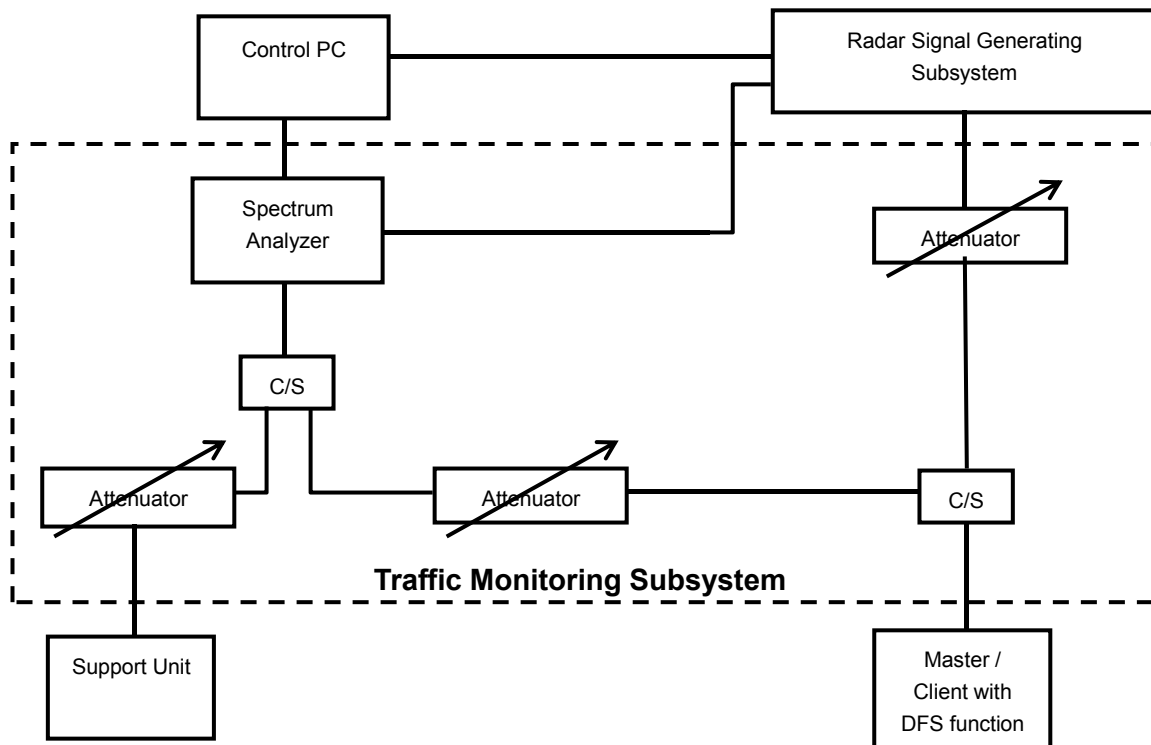 Control PC
Radar Signal Generating
Subsystem
Spectrum
Analyzer
Attenuator
C/S
Attenuator
Attenuator
C/S
Traffic Monitoring Subsystem
Support Unit
Master /
Client with
DFS function